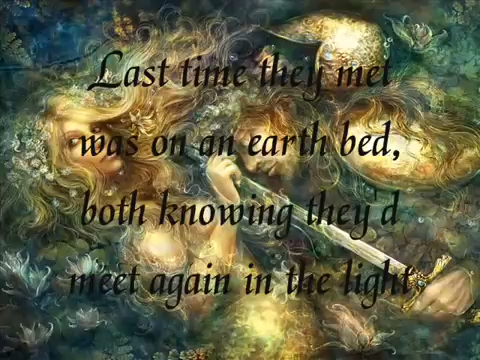 Last time they met
was on an earth bed,
both knowing they'd
meet again in the light